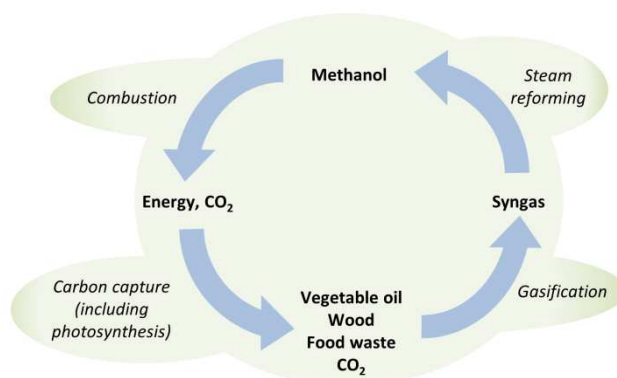 Methanol
Combustion
Steam
reforming
Energy, CO₂
Syngas
Carbon capture
(including
photosynthesis)
Vegetable oil
Wood
Food waste
CO₂
Gasification